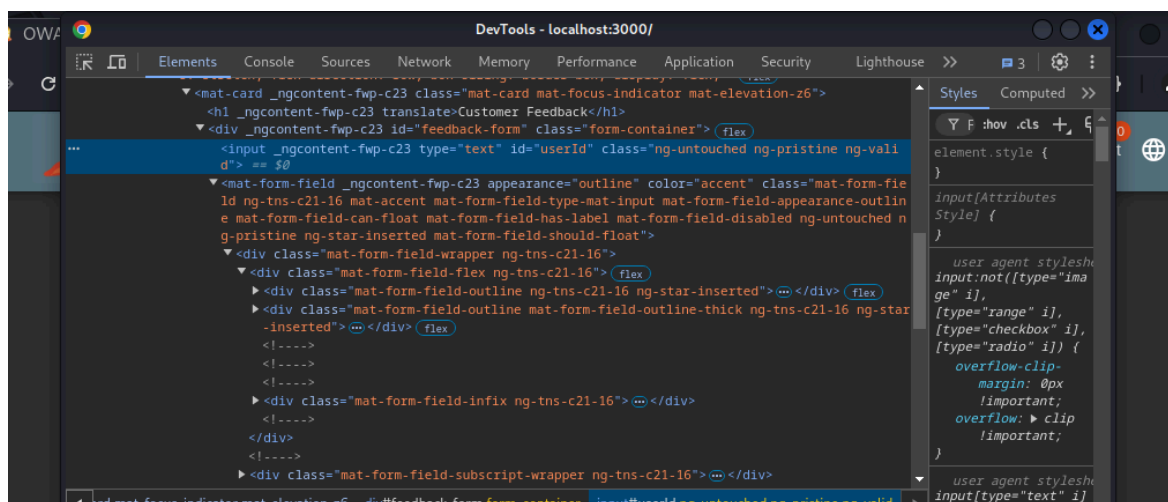 OWA
DevTools - localhost:3000/
Elements Console Sources Network Memory Performance Application Security Lighthouse >> 3
<mat-card _ngcontent-fwp-c23 class="mat-card mat-focus-indicator mat-elevation-z6">
<h1 _ngcontent-fwp-c23 translate>Customer Feedback</h1>
<div _ngcontent-fwp-c23 id="feedback-form" class="form-container"> flex
<input _ngcontent-fwp-c23 type="text" id="userId" class="ng-untouched ng-pristine ng-vali
d"> == $0
<mat-form-field _ngcontent-fwp-c23 appearance="outline" color="accent" class="mat-form-fie
ld ng-tns-c21-16 mat-accent mat-form-field-type-mat-input mat-form-field-appearance-outlin
e mat-form-field-can-float mat-form-field-has-label mat-form-field-disabled ng-untouched n
g-pristine ng-star-inserted mat-form-field-should-float">
<div class="mat-form-field-wrapper ng-tns-c21-16">
<div class="mat-form-field-flex ng-tns-c21-16"> flex
<div class="mat-form-field-outline ng-tns-c21-16 ng-star-inserted"> ⋯ </div> flex
<div class="mat-form-field-outline mat-form-field-outline-thick ng-tns-c21-16 ng-star
-inserted"> ⋯ </div> flex
<!---->
<!---->
<!---->
<div class="mat-form-field-infix ng-tns-c21-16"> ⋯ </div>
<!---->
</div>
<!---->
<div class="mat-form-field-subscript-wrapper ng-tns-c21-16"> ⋯ </div>
Styles Computed >>
F :hov .cls +
element.style {
}
input[Attributes
Style] {
}
user agent styleshe
input:not([type="ima
ge" i],
[type="range" i],
[type="checkbox" i],
[type="radio" i]) {
overflow-clip-
margin: 0px
!important;
overflow: ▶ clip
!important;
}
user agent styleshe
input[type="text" i]